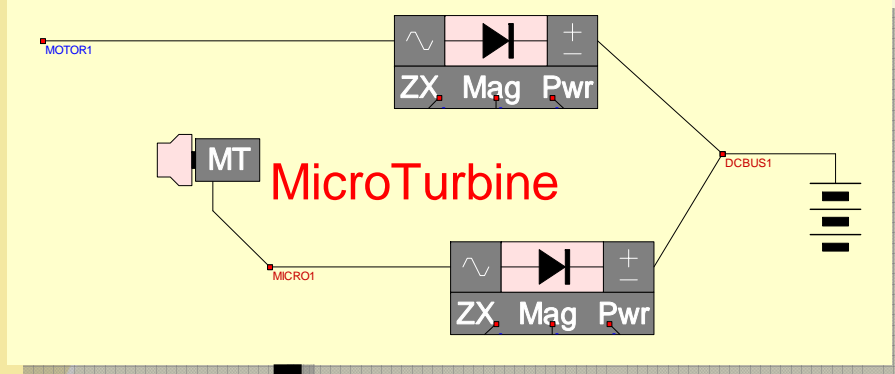 MOTOR1
ZX Mag Pwr
MT
MicroTurbine
DCBUS1
MICRO1
ZX Mag Pwr